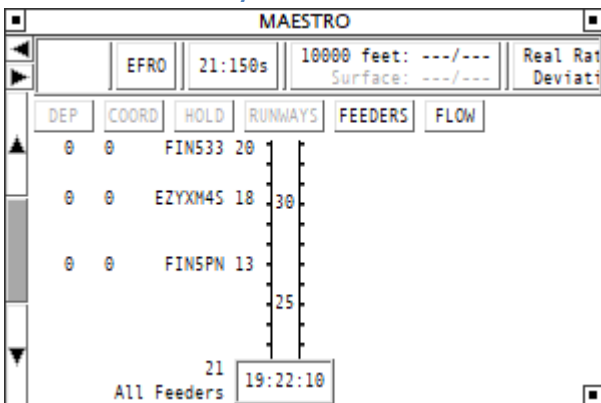 MAESTRO
EFRO 21:150s 10000 feet: ---/--- Real Rat
Surface: ---/--- Deviati
DEP COORD HOLD RUNWAYS FEEDERS FLOW
0 0 FIN533 20
0 0 EZYXM4S 18 30
0 0 FIN5PN 13
25
21
All Feeders 19:22:10